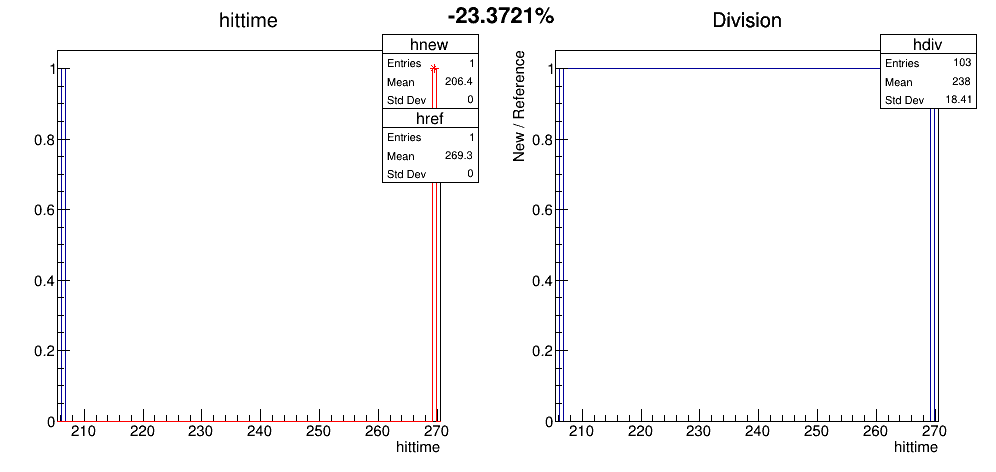 -23.3721%
hittime
hnew
Entries 1
Mean 206.4
Std Dev 0
href
Entries 1
Mean 269.3
Std Dev 0
1
0.8
0.6
0.4
0.2
0
210 220 230 240 250 260 270
hittime
Division
hdiv
Entries 103
Mean 238
Std Dev 18.41
New / Reference
1
0.8
0.6
0.4
0.2
0
210 220 230 240 250 260 270
hittime